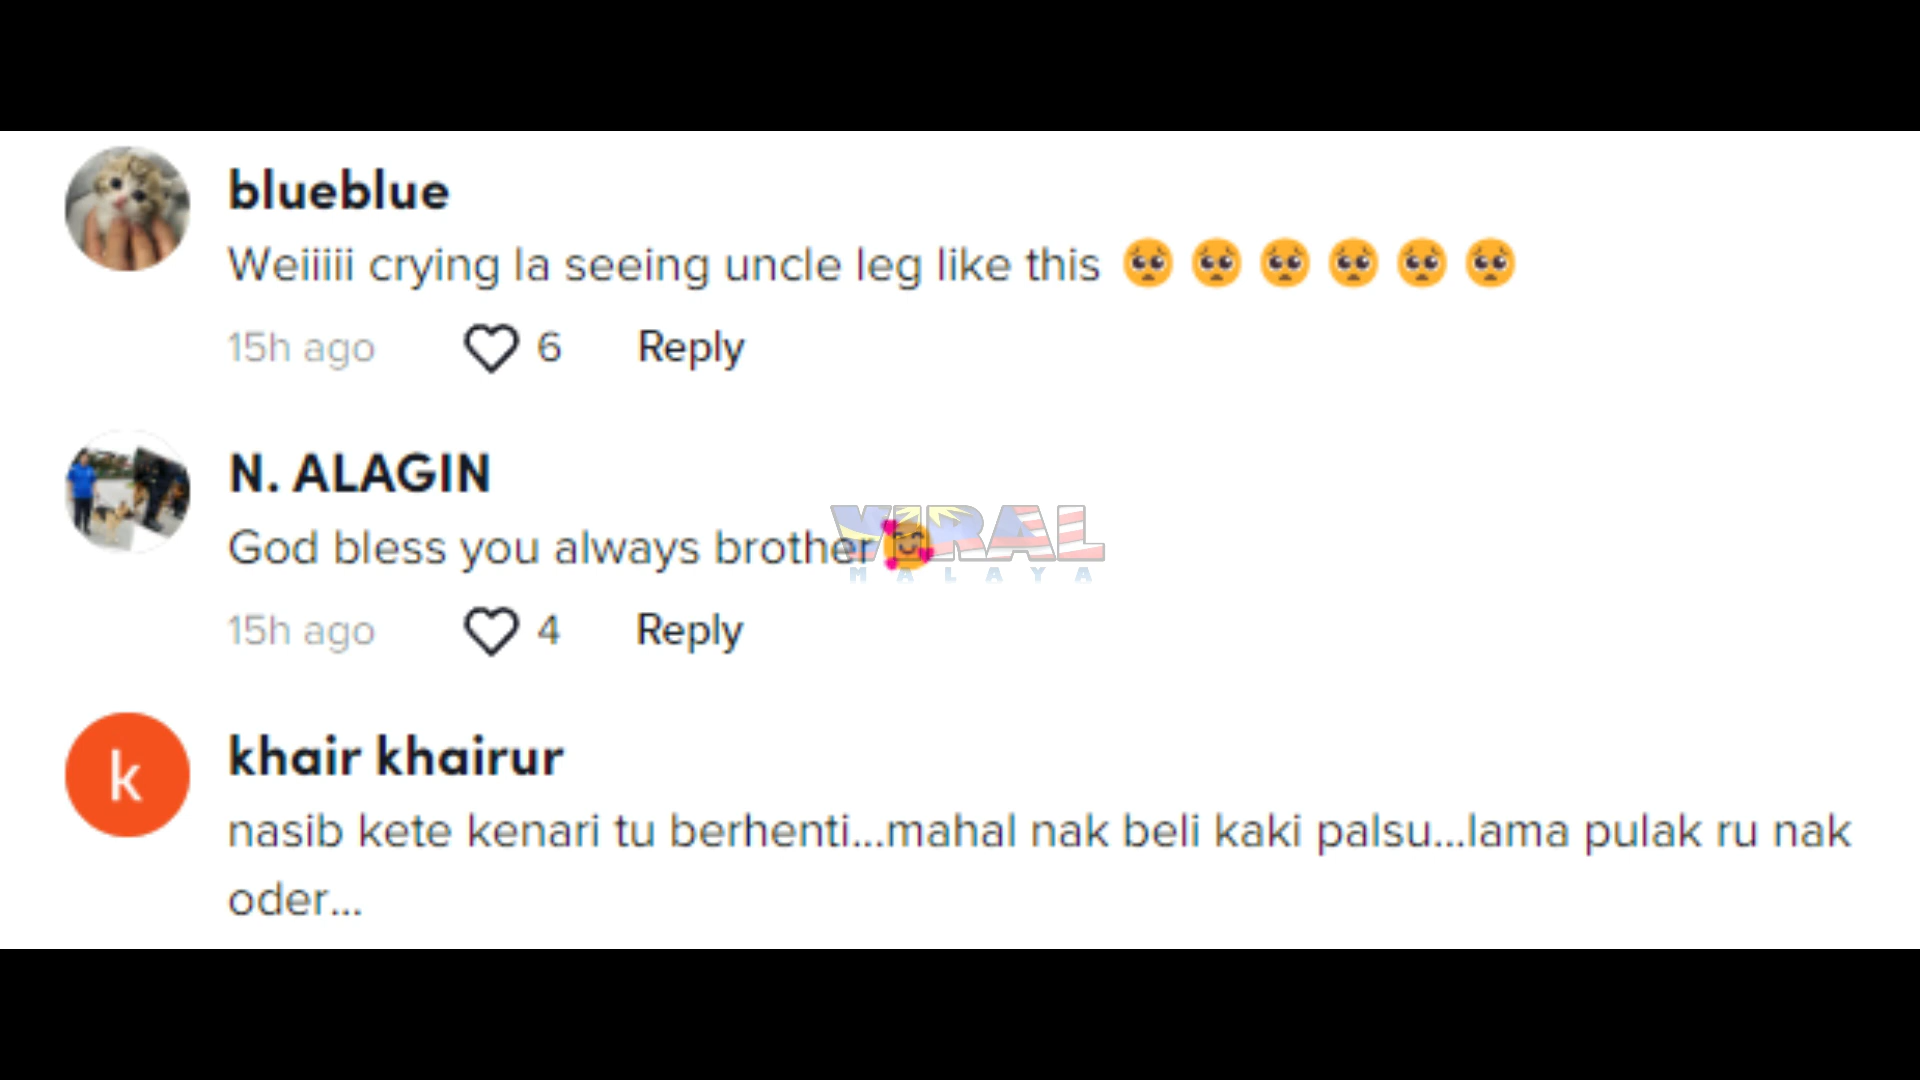 blueblue
Weiiiii crying la seeing uncle leg like this 🥺 🥺 🥺 🥺 🥺 🥺
15h ago 6 Reply
N. ALAGIN
God bless you always brother🥰
VIRAL
MALAYA
15h ago 4 Reply
k
khair khairur
nasib kete kenari tu berhenti...mahal nak beli kaki palsu...lama pulak ru nak
oder...